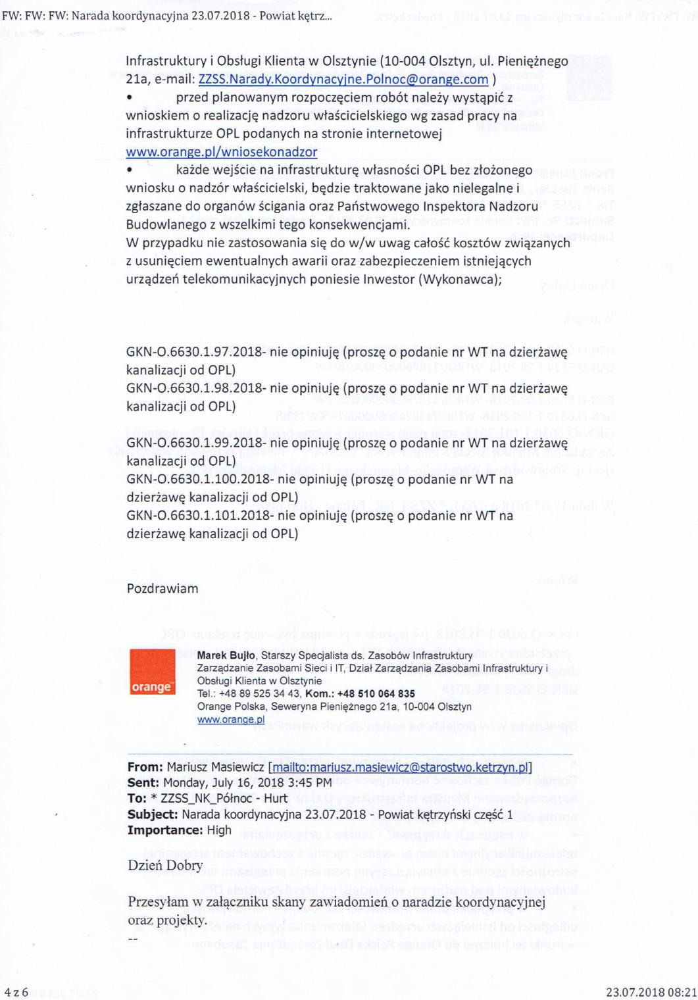 FW: FW: FW: Narada koordynacyjna 23.07.2018 - Powiat kętrz...
Infrastruktury i Obsługi Klienta w Olsztynie (10-004 Olsztyn, ul. Pieniężnego
21a, e-mail: ZZSS.Narady.Koordynacyjne.Polnoc@orange.com )
• przed planowanym rozpoczęciem robót należy wystąpić z
wnioskiem o realizację nadzoru właścicielskiego wg zasad pracy na
infrastrukturze OPL podanych na stronie internetowej
www.orange.pl/wniosekonadzor
• każde wejście na infrastrukturę własności OPL bez złożonego
wniosku o nadzór właścicielski, będzie traktowane jako nielegalne i
zgłaszane do organów ścigania oraz Państwowego Inspektora Nadzoru
Budowlanego z wszelkimi tego konsekwencjami.
W przypadku nie zastosowania się do w/w uwag całość kosztów związanych
z usunięciem ewentualnych awarii oraz zabezpieczeniem istniejących
urządzeń telekomunikacyjnych poniesie Inwestor (Wykonawca);
GKN-O.6630.1.97.2018- nie opiniuję (proszę o podanie nr WT na dzierżawę
kanalizacji od OPL)
GKN-O.6630.1.98.2018- nie opiniuję (proszę o podanie nr WT na dzierżawę
kanalizacji od OPL)
GKN-O.6630.1.99.2018- nie opiniuję (proszę o podanie nr WT na dzierżawę
kanalizacji od OPL)
GKN-O.6630.1.100.2018- nie opiniuję (proszę o podanie nr WT na
dzierżawę kanalizacji od OPL)
GKN-O.6630.1.101.2018- nie opiniuję (proszę o podanie nr WT na
dzierżawę kanalizacji od OPL)
Pozdrawiam
orange™
Marek Bujło, Starszy Specjalista ds. Zasobów Infrastruktury
Zarządzanie Zasobami Sieci i IT, Dział Zarządzania Zasobami Infrastruktury i
Obsługi Klienta w Olsztynie
Tel.: +48 89 525 34 43, Kom.: +48 510 064 835
Orange Polska, Seweryna Pieniężnego 21a, 10-004 Olsztyn
www.orange.pl
From: Mariusz Masiewicz [mailto:mariusz.masiewicz@starostwo.ketrzyn.pl]
Sent: Monday, July 16, 2018 3:45 PM
To: * ZZSS_NK_Północ - Hurt
Subject: Narada koordynacyjna 23.07.2018 - Powiat kętrzyński część 1
Importance: High
Dzień Dobry
Przesyłam w załączniku skany zawiadomień o naradzie koordynacyjnej
oraz projekty.
--
4 z 6
23.07.2018 08:21